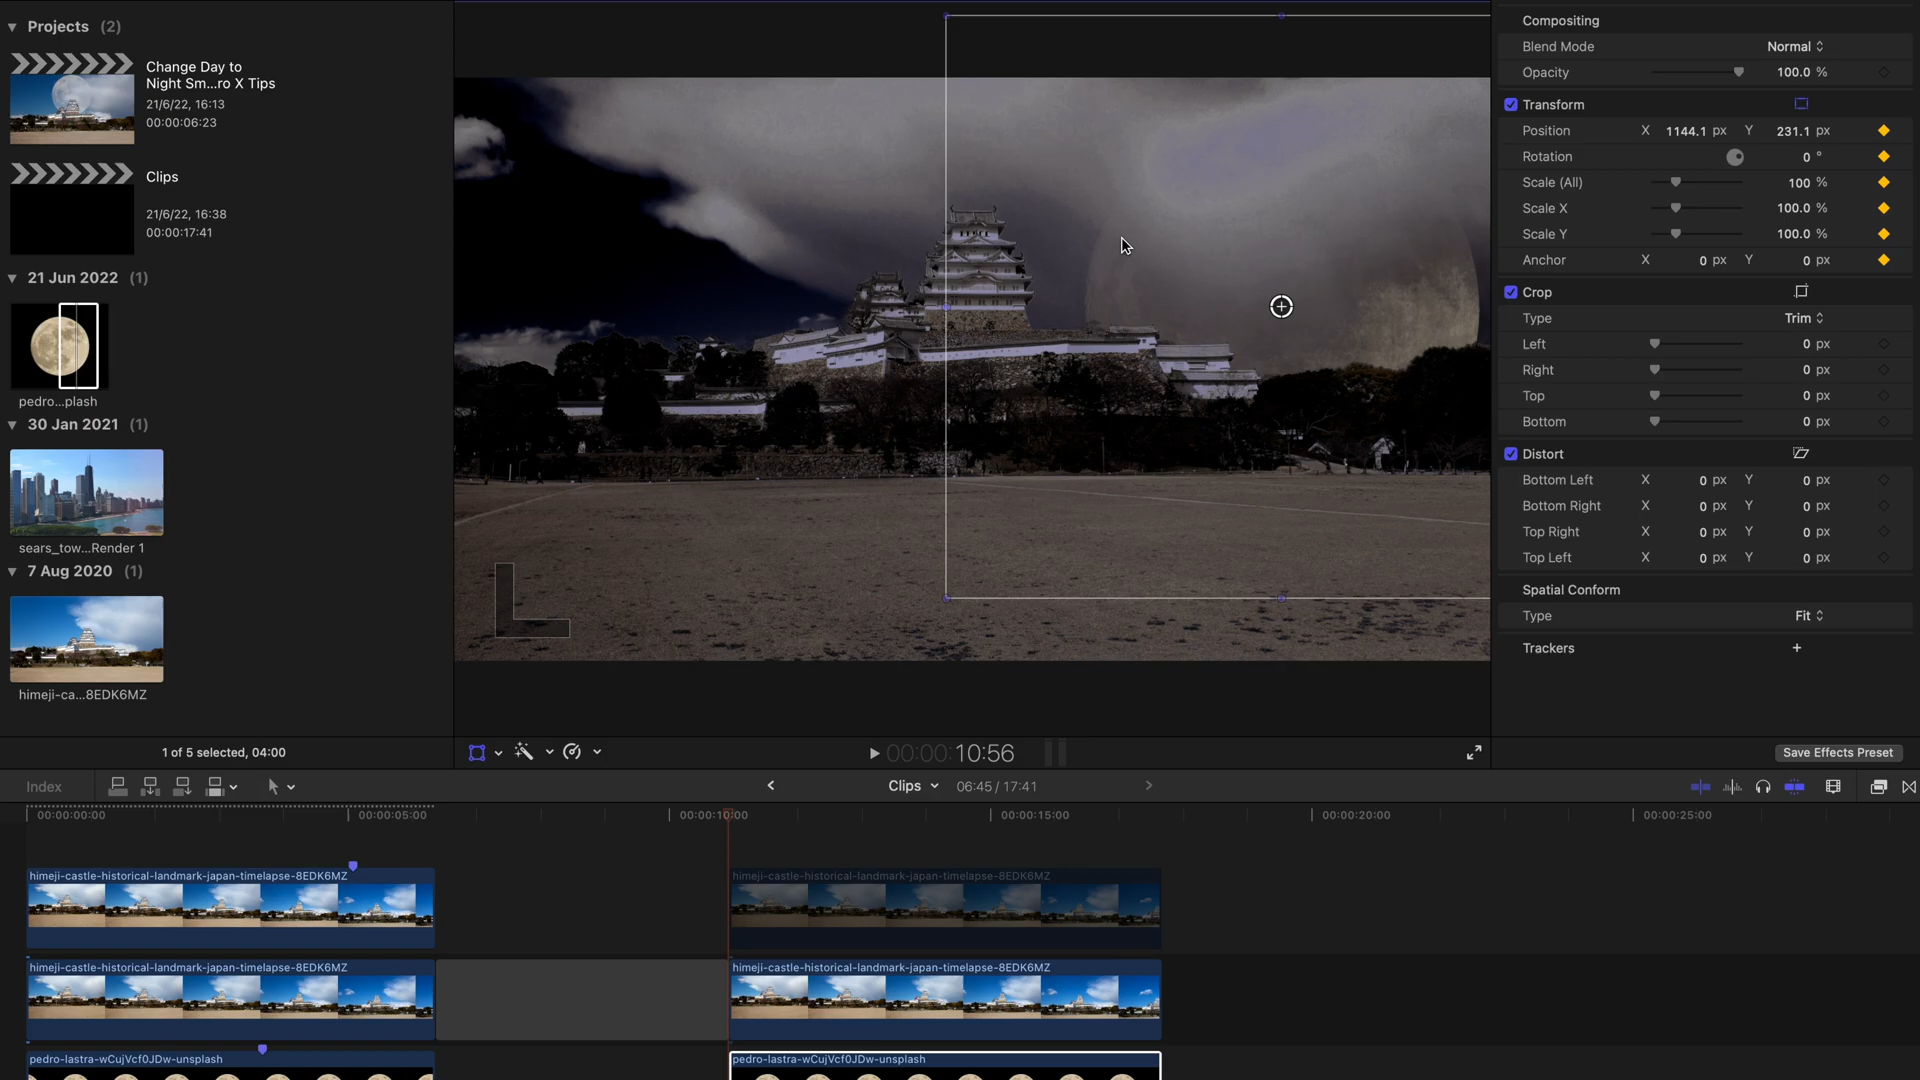 Projects (2)
Change Day to
Night Sm...ro X Tips
21/6/22, 16:13
00:00:06:23
Clips
21/6/22, 16:38
00:00:17:41
21 Jun 2022 (1)
pedro...plash
30 Jan 2021 (1)
sears_tow...Render 1
7 Aug 2020 (1)
himeji-ca...8EDK6MZ
1 of 5 selected, 04:00
00:00:10:56
Compositing
Blend Mode Normal
Opacity 100.0 %
Transform
Position X 1144.1 px Y 231.1 px
Rotation 0 °
Scale (All) 100 %
Scale X 100.0 %
Scale Y 100.0 %
Anchor X 0 px Y 0 px
Crop
Type Trim
Left 0 px
Right 0 px
Top 0 px
Bottom 0 px
Distort
Bottom Left X 0 px Y 0 px
Bottom Right X 0 px Y 0 px
Top Right X 0 px Y 0 px
Top Left X 0 px Y 0 px
Spatial Conform
Type Fit
Trackers +
Save Effects Preset
Index
Clips 06:45 / 17:41
00:00:00:00 00:00:05:00 00:00:10:00 00:00:15:00 00:00:20:00 00:00:25:00
himeji-castle-historical-landmark-japan-timelapse-8EDK6MZ himeji-castle-historical-landmark-japan-timelapse-8EDK6MZ
himeji-castle-historical-landmark-japan-timelapse-8EDK6MZ himeji-castle-historical-landmark-japan-timelapse-8EDK6MZ
pedro-lastra-wCujVcf0JDw-unsplash pedro-lastra-wCujVcf0JDw-unsplash